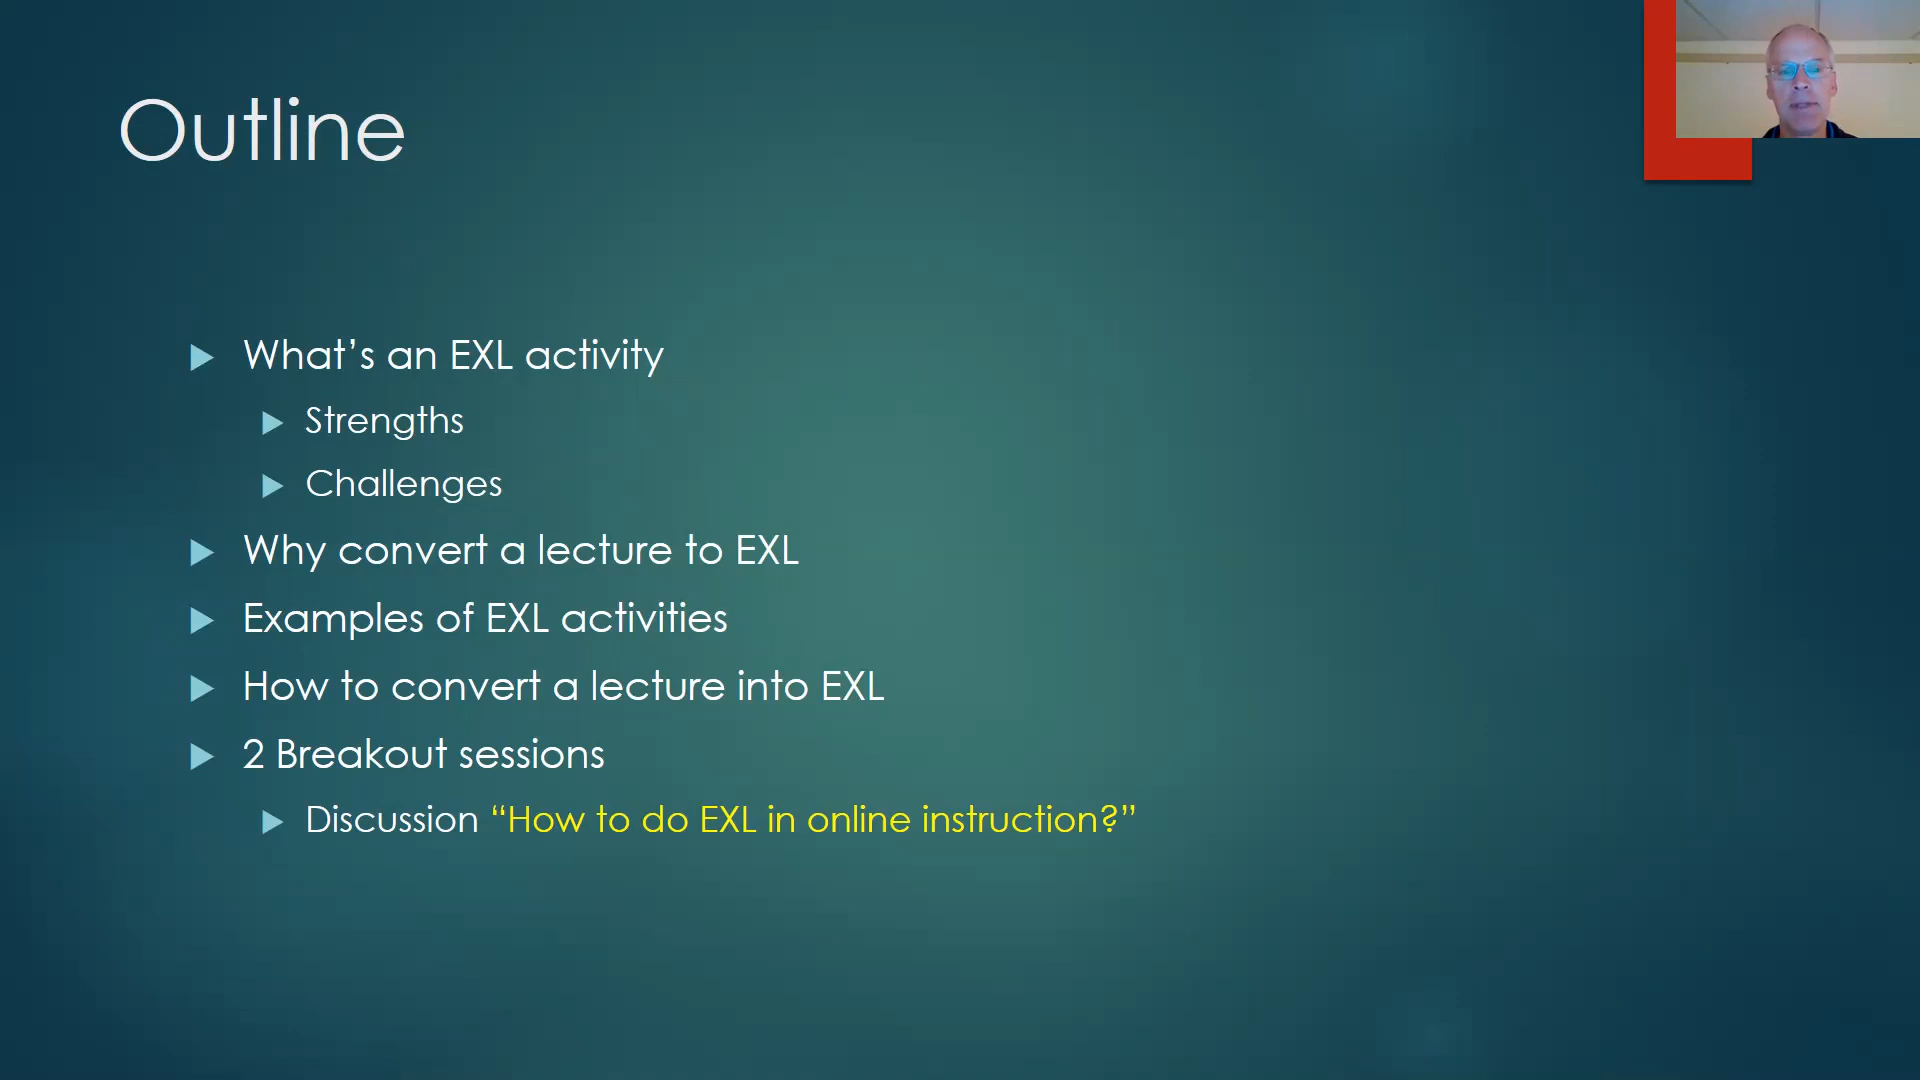 Outline
What’s an EXL activity
Strengths
Challenges
Why convert a lecture to EXL
Examples of EXL activities
How to convert a lecture into EXL
2 Breakout sessions
Discussion “How to do EXL in online instruction?”